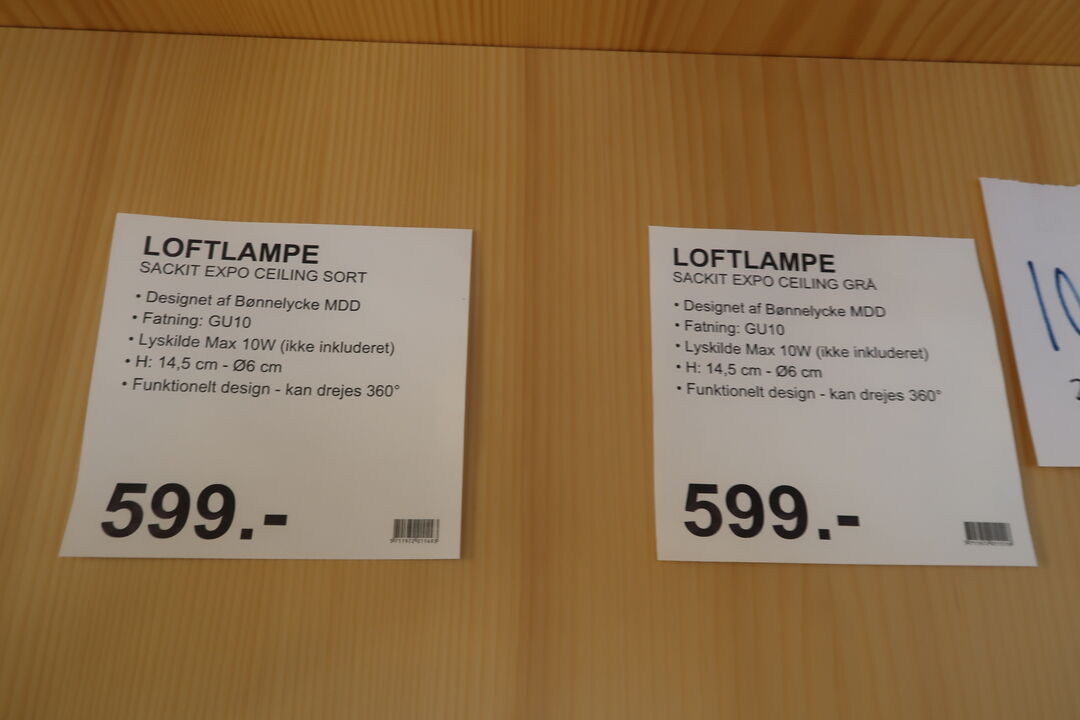 LOFTLAMPE
SACKIT EXPO CEILING SORT
• Designet af Bønnelycke MDD
• Fatning: GU10
• Lyskilde Max 10W (ikke inkluderet)
• H: 14,5 cm - Ø6 cm
• Funktionelt design - kan drejes 360°
599.-
LOFTLAMPE
SACKIT EXPO CEILING GRÅ
• Designet af Bønnelycke MDD
• Fatning: GU10
• Lyskilde Max 10W (ikke inkluderet)
• H: 14,5 cm - Ø6 cm
• Funktionelt design - kan drejes 360°
599.-